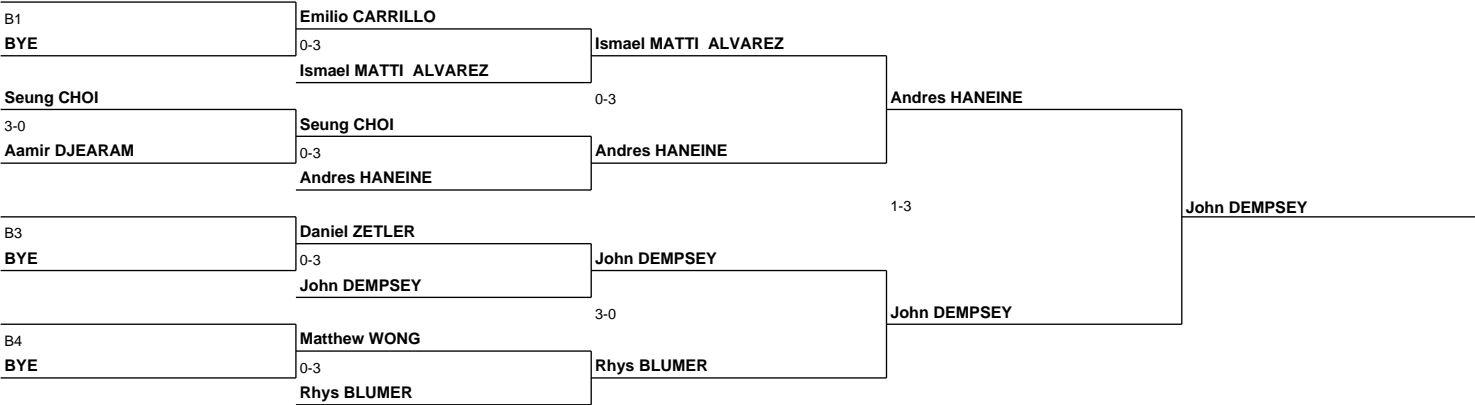 B1
BYE
Seung CHOI
3-0
Aamir DJEARAM
B3
BYE
B4
BYE
Emilio CARRILLO
0-3
Ismael MATTI  ALVAREZ
Seung CHOI
0-3
Andres HANEINE
Daniel ZETLER
0-3
John DEMPSEY
Matthew WONG
0-3
Rhys BLUMER
Ismael MATTI  ALVAREZ
0-3
Andres HANEINE
John DEMPSEY
3-0
Rhys BLUMER
Andres HANEINE
1-3
John DEMPSEY
John DEMPSEY